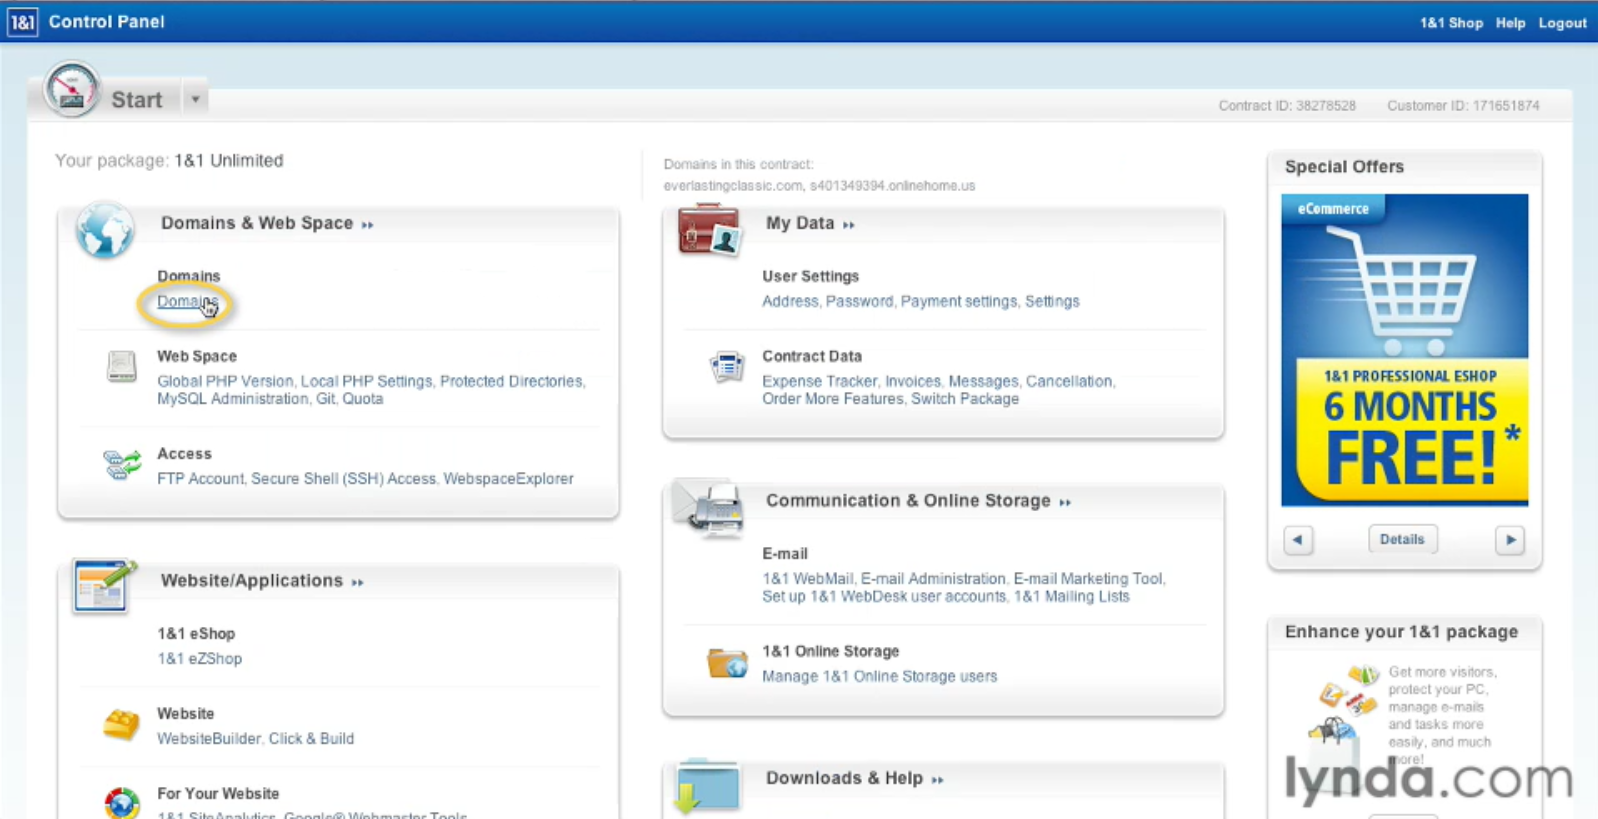 1&1 Control Panel
1&1 Shop Help Logout
Start
Contract ID: 38278528 Customer ID: 171651874
Your package: 1&1 Unlimited
Domains in this contract:
everlastingclassic.com, s401349394.onlinehome.us
Domains & Web Space
Domains
Domains
Web Space
Global PHP Version, Local PHP Settings, Protected Directories,
MySQL Administration, Git, Quota
Access
FTP Account, Secure Shell (SSH) Access, WebspaceExplorer
Website/Applications
1&1 eShop
1&1 eZShop
Website
WebsiteBuilder, Click & Build
For Your Website
1&1 SiteAnalytics, Google® Webmaster Tools
My Data
User Settings
Address, Password, Payment settings, Settings
Contract Data
Expense Tracker, Invoices, Messages, Cancellation,
Order More Features, Switch Package
Communication & Online Storage
E-mail
1&1 WebMail, E-mail Administration, E-mail Marketing Tool,
Set up 1&1 WebDesk user accounts, 1&1 Mailing Lists
1&1 Online Storage
Manage 1&1 Online Storage users
Downloads & Help
Special Offers
eCommerce
1&1 PROFESSIONAL ESHOP
6 MONTHS
FREE!*
Details
Enhance your 1&1 package
Get more visitors,
protect your PC,
manage e-mails
and tasks more
easily, and much
more!
lynda.com